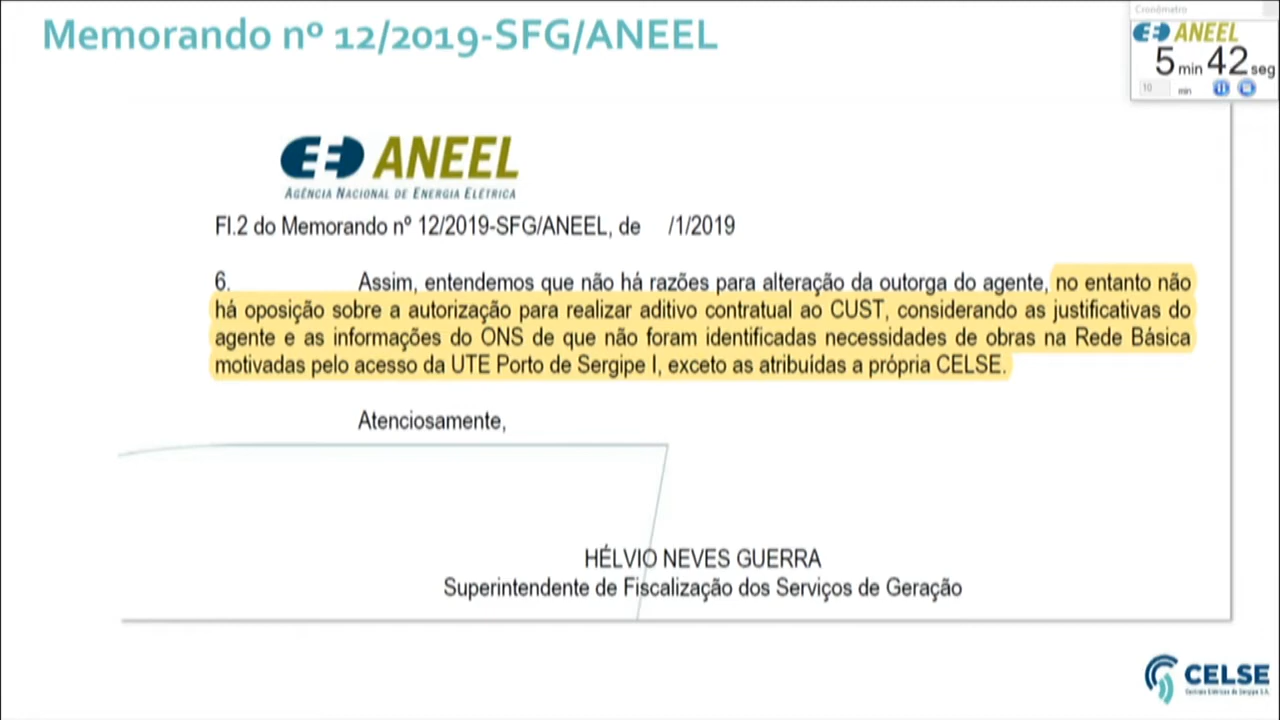 Memorando nº 12/2019-SFG/ANEEL
Cronômetro
ANEEL
5 min 42 seg
10 min
ANEEL
AGÊNCIA NACIONAL DE ENERGIA ELÉTRICA
Fl.2 do Memorando nº 12/2019-SFG/ANEEL, de /1/2019
6. Assim, entendemos que não há razões para alteração da outorga do agente, no entanto não
há oposição sobre a autorização para realizar aditivo contratual ao CUST, considerando as justificativas do
agente e as informações do ONS de que não foram identificadas necessidades de obras na Rede Básica
motivadas pelo acesso da UTE Porto de Sergipe I, exceto as atribuídas a própria CELSE.
Atenciosamente,
HÉLVIO NEVES GUERRA
Superintendente de Fiscalização dos Serviços de Geração
CELSE
Centrais Elétricas de Sergipe S.A.